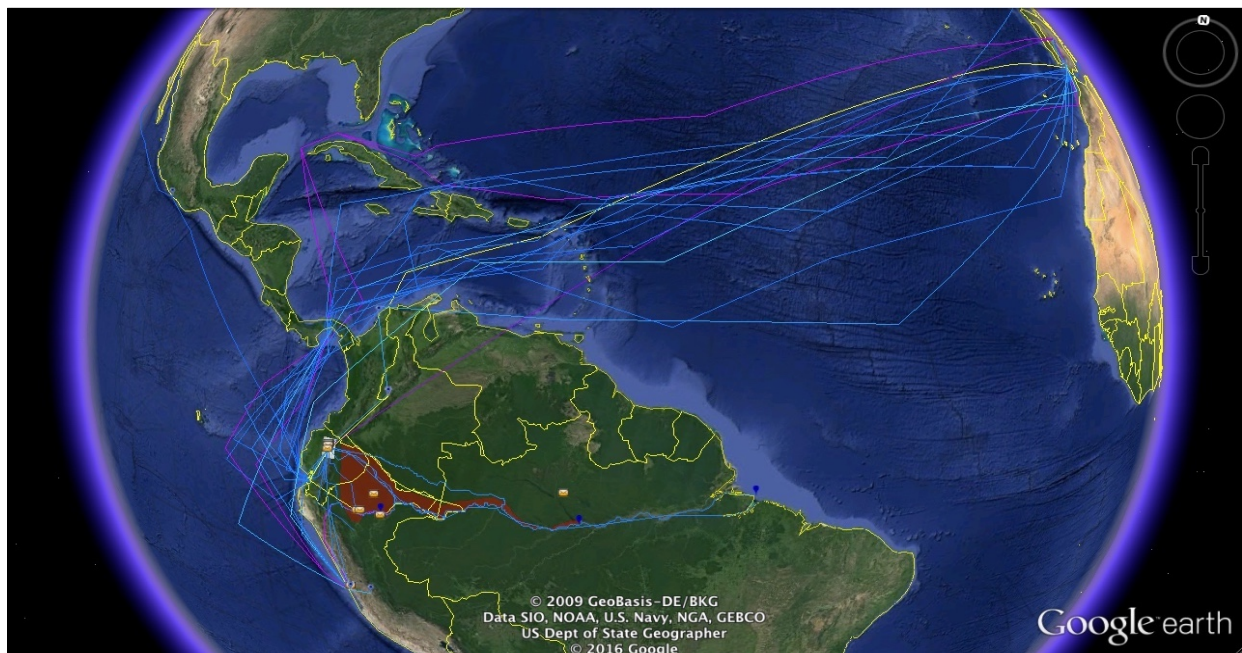 N
© 2009 GeoBasis-DE/BKG
Data SIO, NOAA, U.S. Navy, NGA, GEBCO
US Dept of State Geographer
© 2016 Google
Google earth